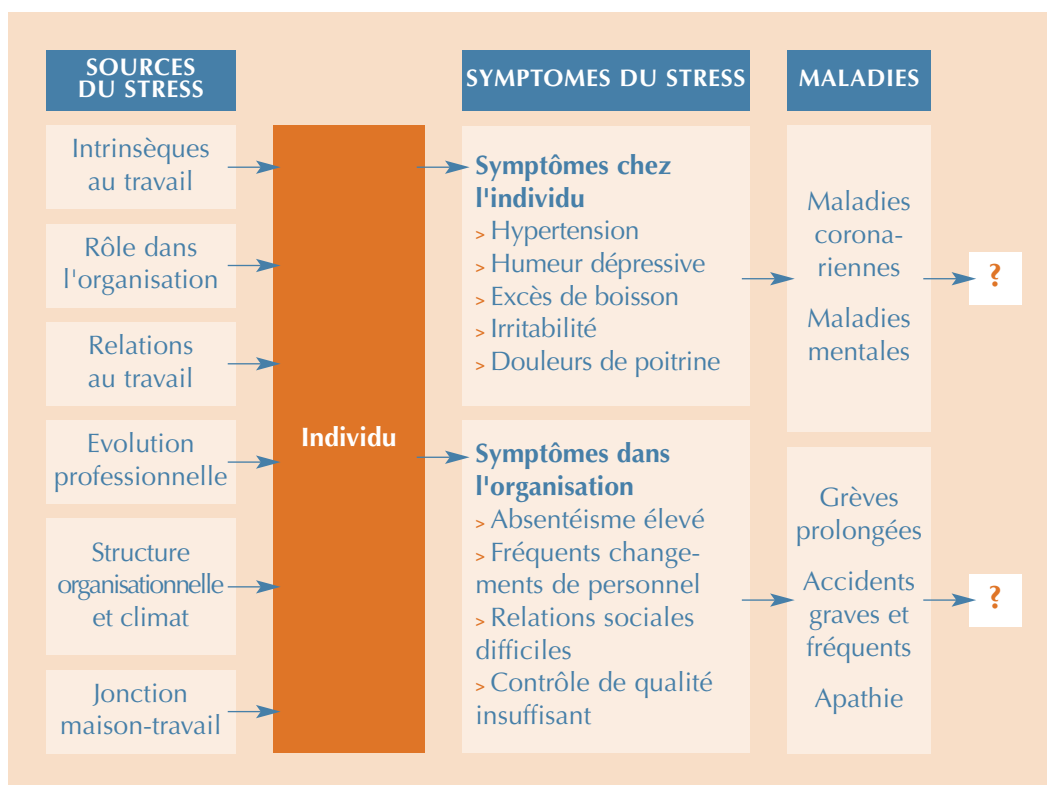 SOURCES
DU STRESS
Intrinsèques
au travail
Rôle dans
l'organisation
Relations
au travail
Evolution
professionnelle
Structure
organisationnelle
et climat
Jonction
maison-travail
Individu
SYMPTOMES DU STRESS
Symptômes chez
l'individu
> Hypertension
> Humeur dépressive
> Excès de boisson
> Irritabilité
> Douleurs de poitrine
Symptômes dans
l'organisation
> Absentéisme élevé
> Fréquents change-
ments de personnel
> Relations sociales
difficiles
> Contrôle de qualité
insuffisant
MALADIES
Maladies
corona-
riennes
Maladies
mentales
?
Grèves
prolongées
Accidents
graves et
fréquents
Apathie
?